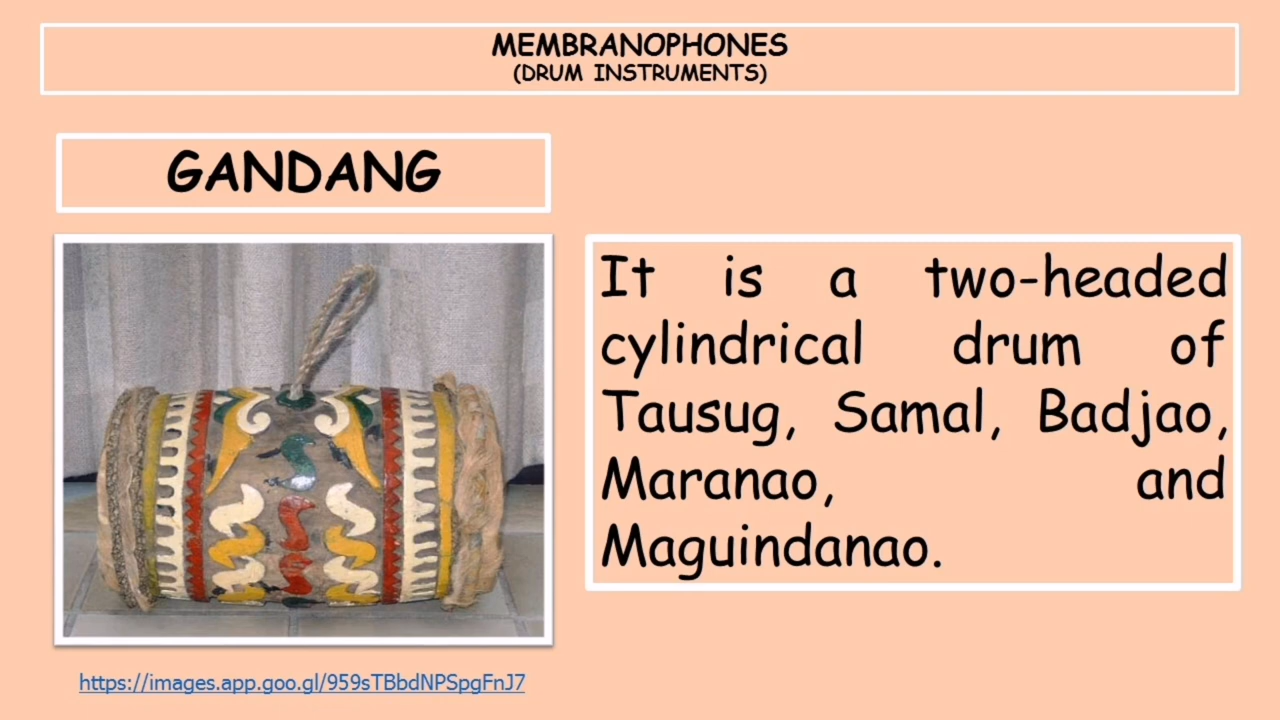 MEMBRANOPHONES
(DRUM INSTRUMENTS)
GANDANG
It is a two-headed
cylindrical drum of
Tausug, Samal, Badjao,
Maranao, and
Maguindanao.
https://images.app.goo.gl/959sTBbdNPSpgFnJ7